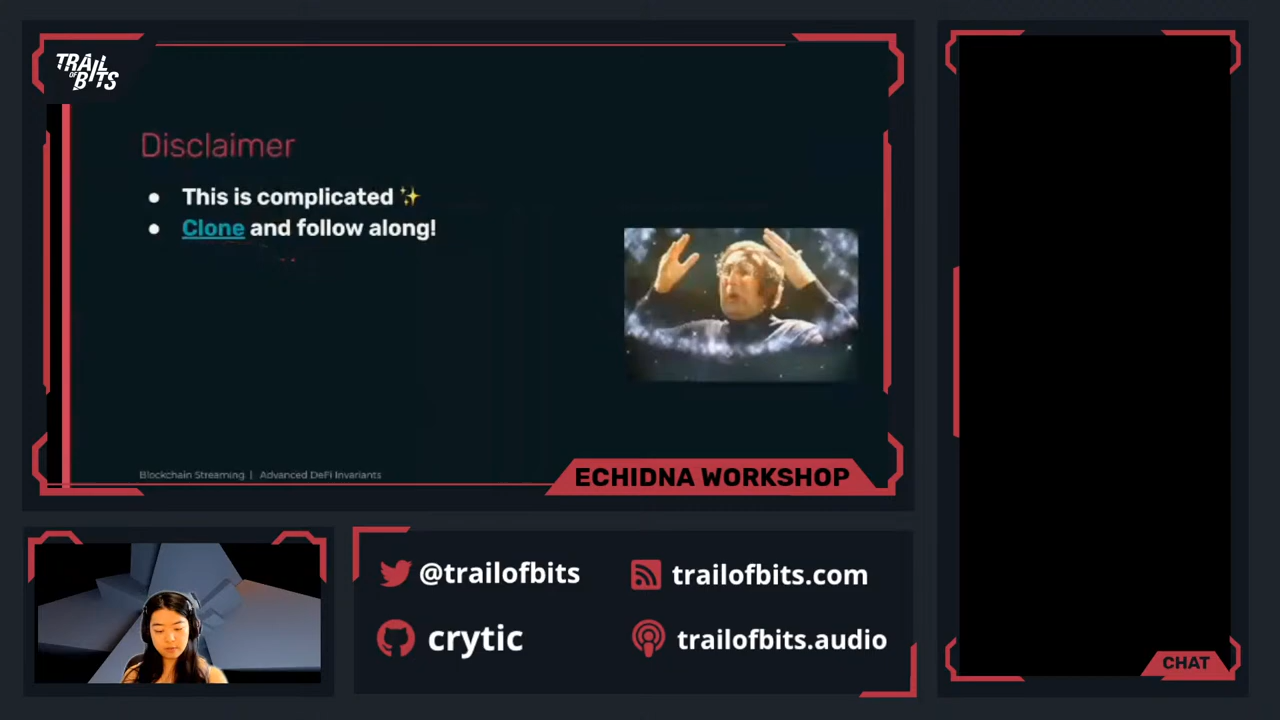 TRAIL
OF
BITS
Disclaimer
● This is complicated ✨
● Clone and follow along!
Blockchain Streaming | Advanced DeFi Invariants
ECHIDNA WORKSHOP
@trailofbits
trailofbits.com
crytic
trailofbits.audio
CHAT